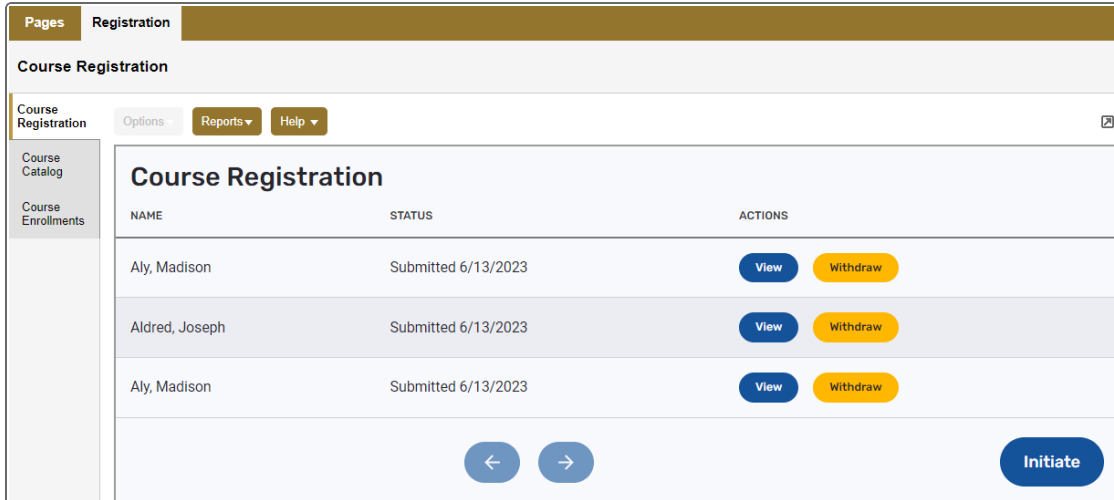 Pages Registration
Course Registration
Course
Registration
Options Reports Help
Course
Catalog
Course
Enrollments
Course Registration
NAME STATUS ACTIONS
Aly, Madison Submitted 6/13/2023 View Withdraw
Aldred, Joseph Submitted 6/13/2023 View Withdraw
Aly, Madison Submitted 6/13/2023 View Withdraw
Initiate